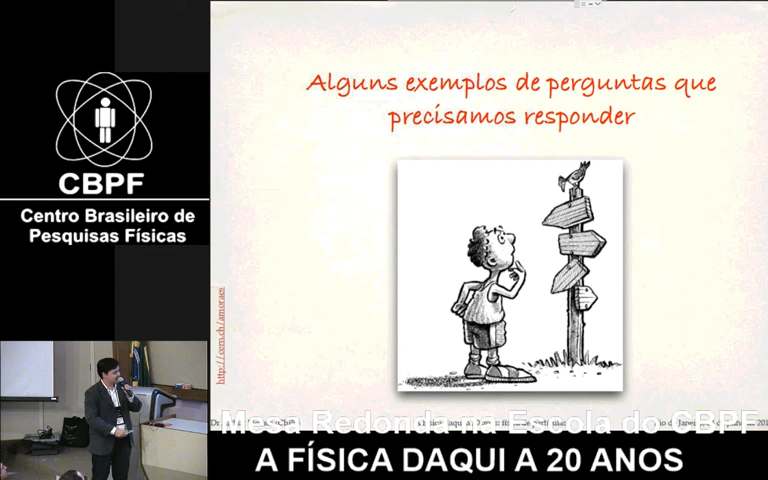 Alguns exemplos de perguntas que
precisamos responder
CBPF
Centro Brasileiro de
Pesquisas Físicas
http://cern.ch/amoraes
Mesa Redonda na Escola do CBPF
A FÍSICA DAQUI A 20 ANOS